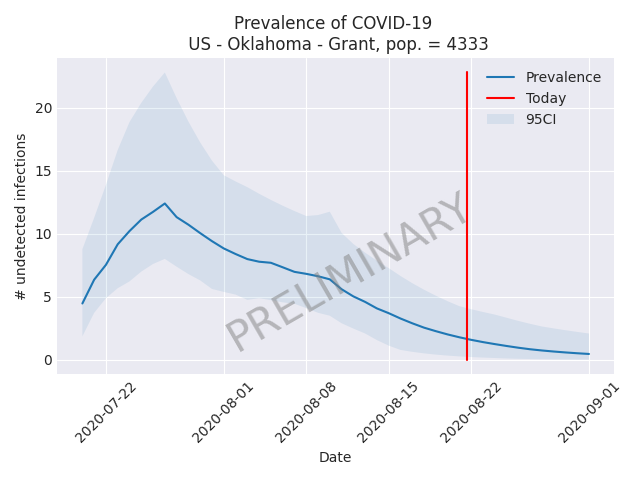 Prevalence of COVID-19
US - Oklahoma - Grant, pop. = 4333
Prevalence
Today
95CI
# undetected infections
20
15
10
5
0
PRELIMINARY
2020-07-22
2020-08-01
2020-08-08
2020-08-15
2020-08-22
2020-09-01
Date